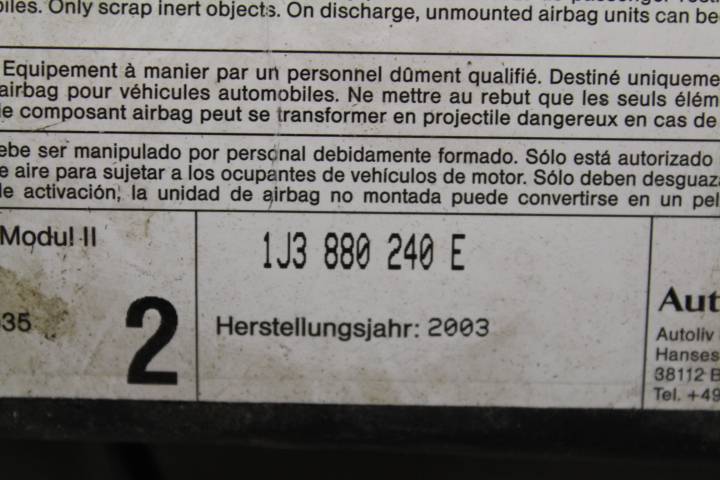 Only scrap inert objects. On discharge, unmounted airbag units can be
Equipement à manier par un personnel dûment qualifié. Destiné uniqueme
airbag pour véhicules automobiles. Ne mettre au rebut que les seuls élém
composant airbag peut se transformer en projectile dangereux en cas de
ebe ser manipulado por personal debidamente formado. Sólo está autorizado
e aire para sujetar a los ocupantes de vehículos de motor. Sólo deben desguaza
de activación, la unidad de airbag no montada puede convertirse en un pel
Modul II
1J3 880 240 E
35
2
Herstellungsjahr: 2003
Aut
Autoliv
Hanses
38112 B
Tel. +49